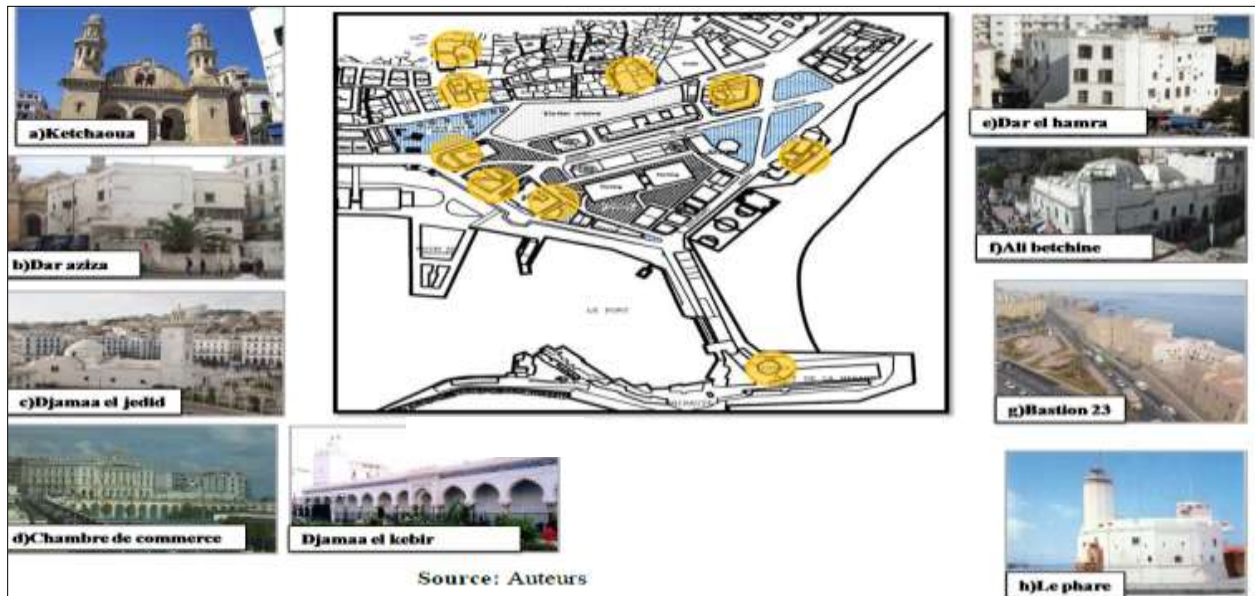 a)Ketchaoua
b)Dar aziza
c)Djamaa el jedid
d)Chambre de commerce
Djamaa el kebir
LE PORT
e)Dar el hamra
f)Ali betchine
g)Bastion 23
h)Le phare
Source: Auteurs